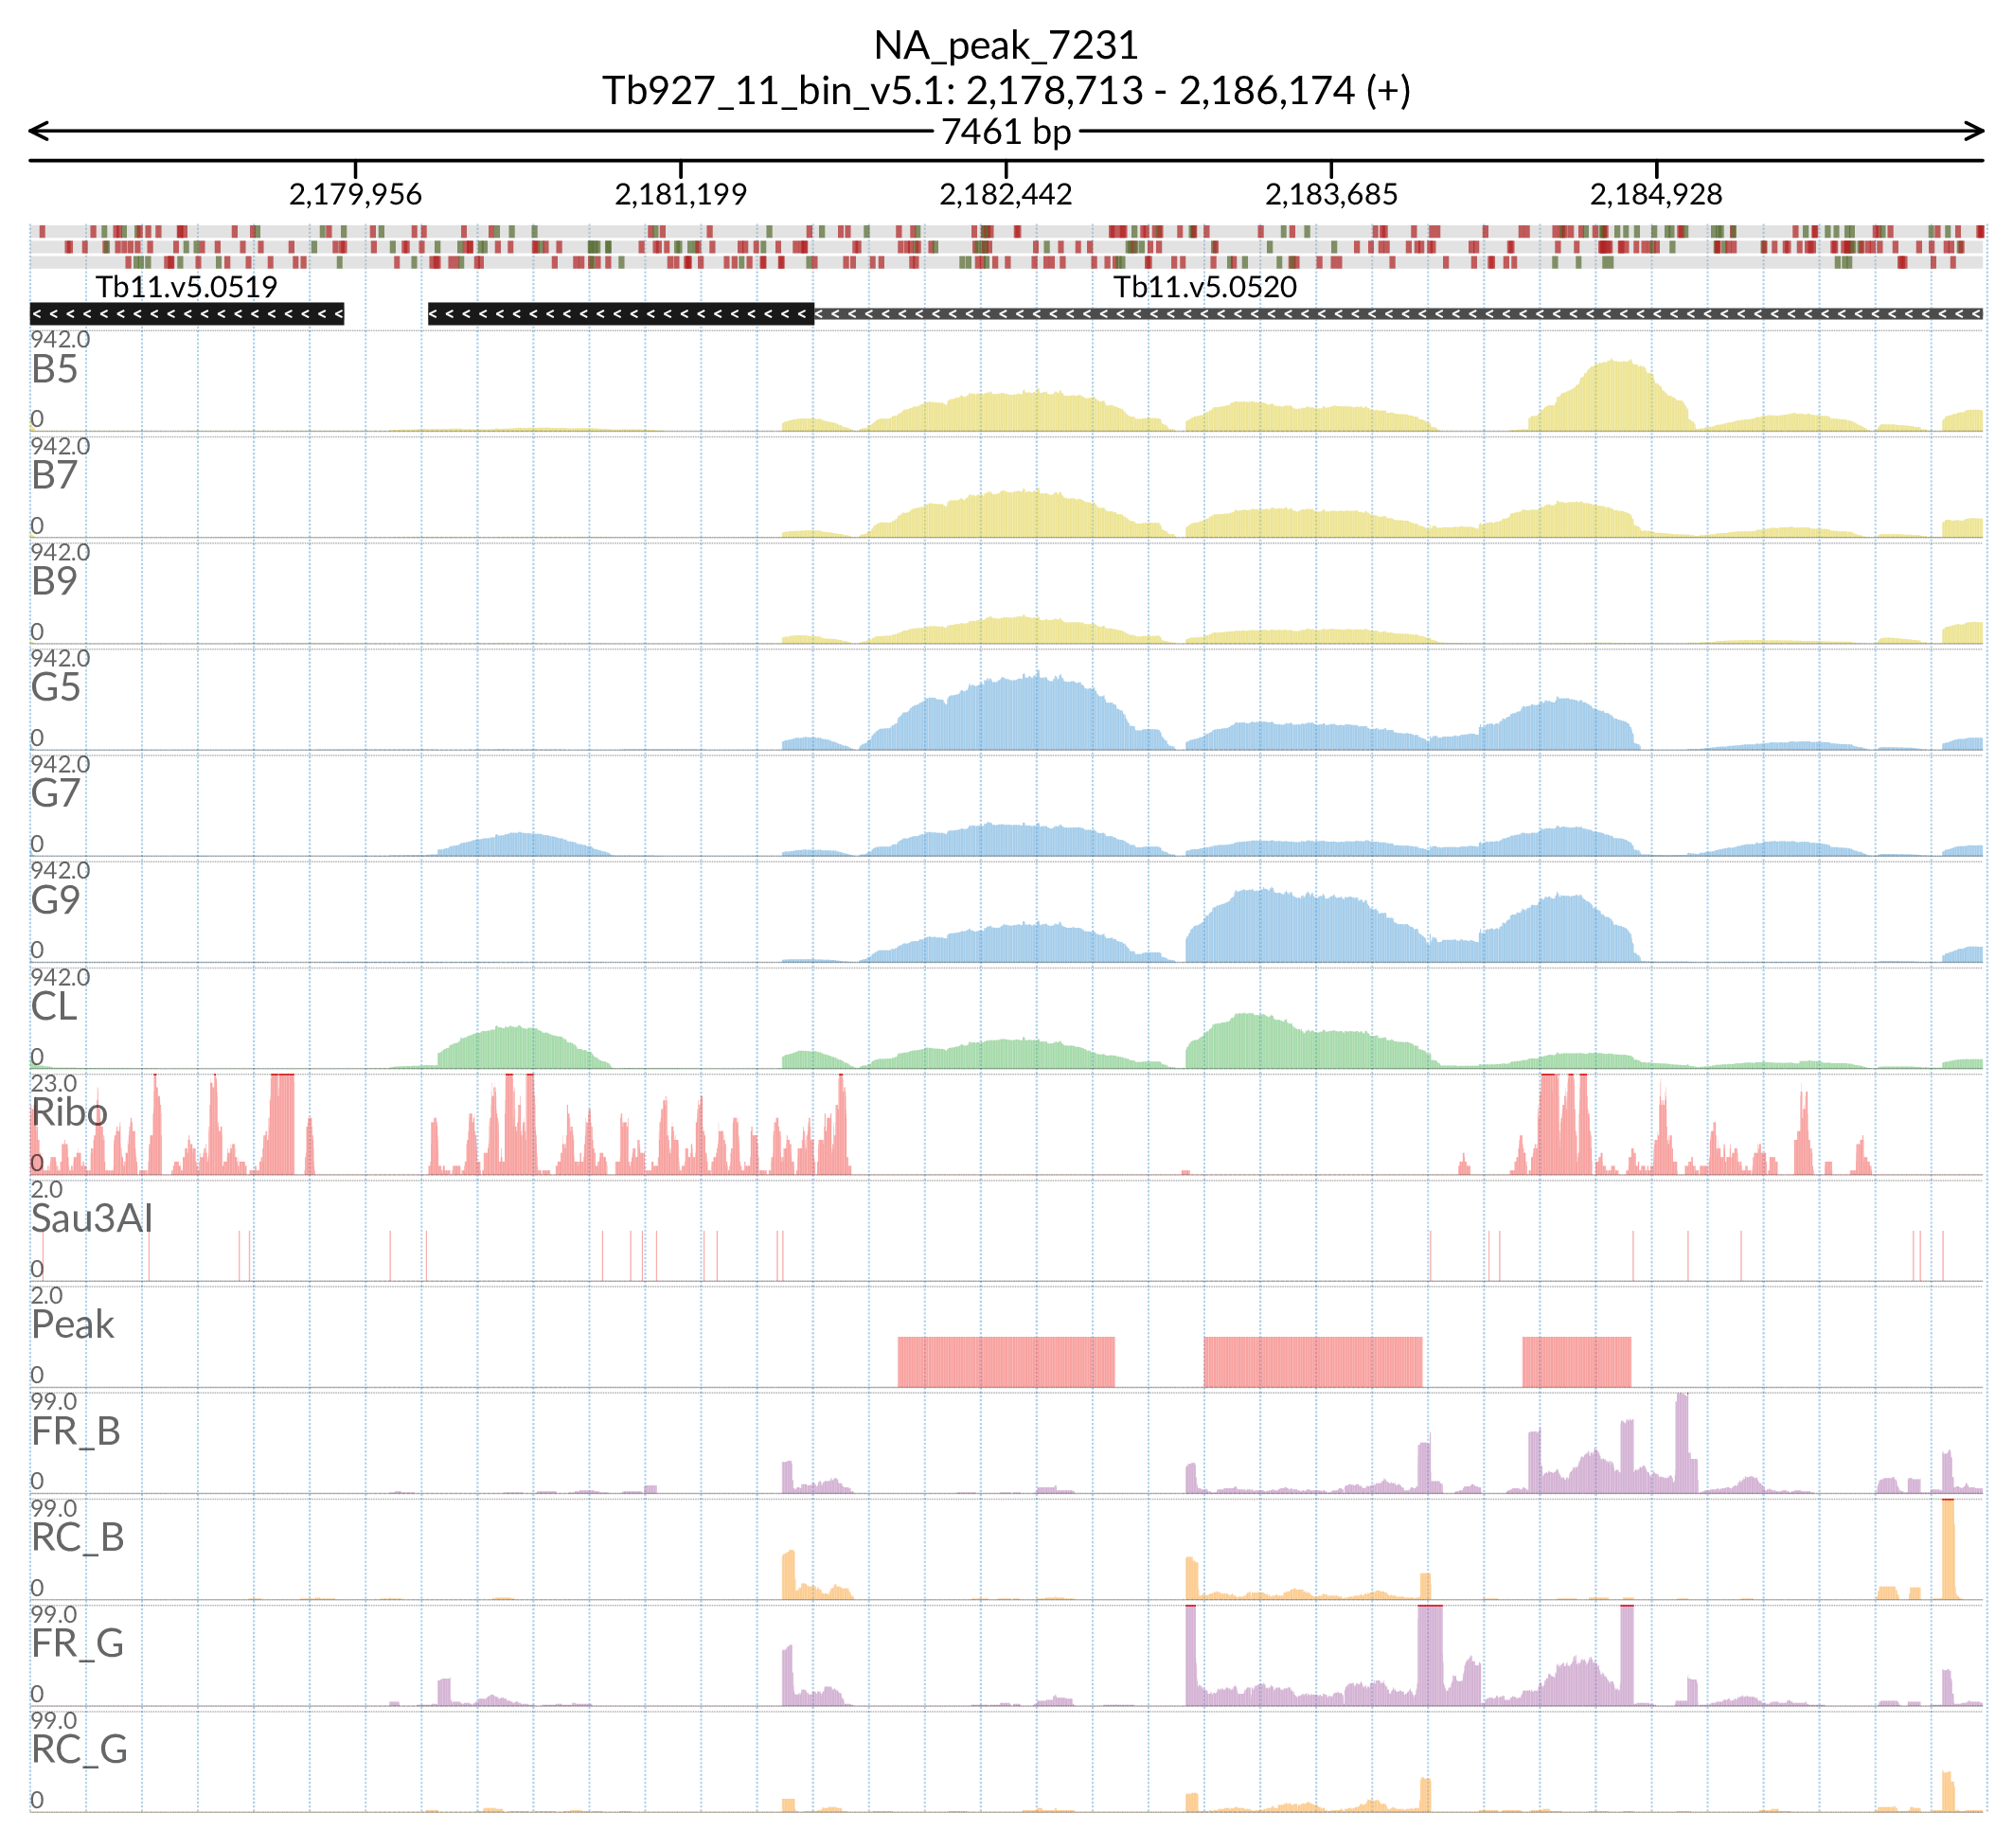 NA_peak_7231
Tb927_11_bin_v5.1: 2,178,713 - 2,186,174 (+)
7461 bp
2,179,956 2,181,199 2,182,442 2,183,685 2,184,928
Tb11.v5.0519 Tb11.v5.0520
942.0
B5
0
942.0
B7
0
942.0
B9
0
942.0
G5
0
942.0
G7
0
942.0
G9
0
942.0
CL
0
23.0
Ribo
0
2.0
Sau3AI
0
2.0
Peak
0
99.0
FR_B
0
99.0
RC_B
0
99.0
FR_G
0
99.0
RC_G
0